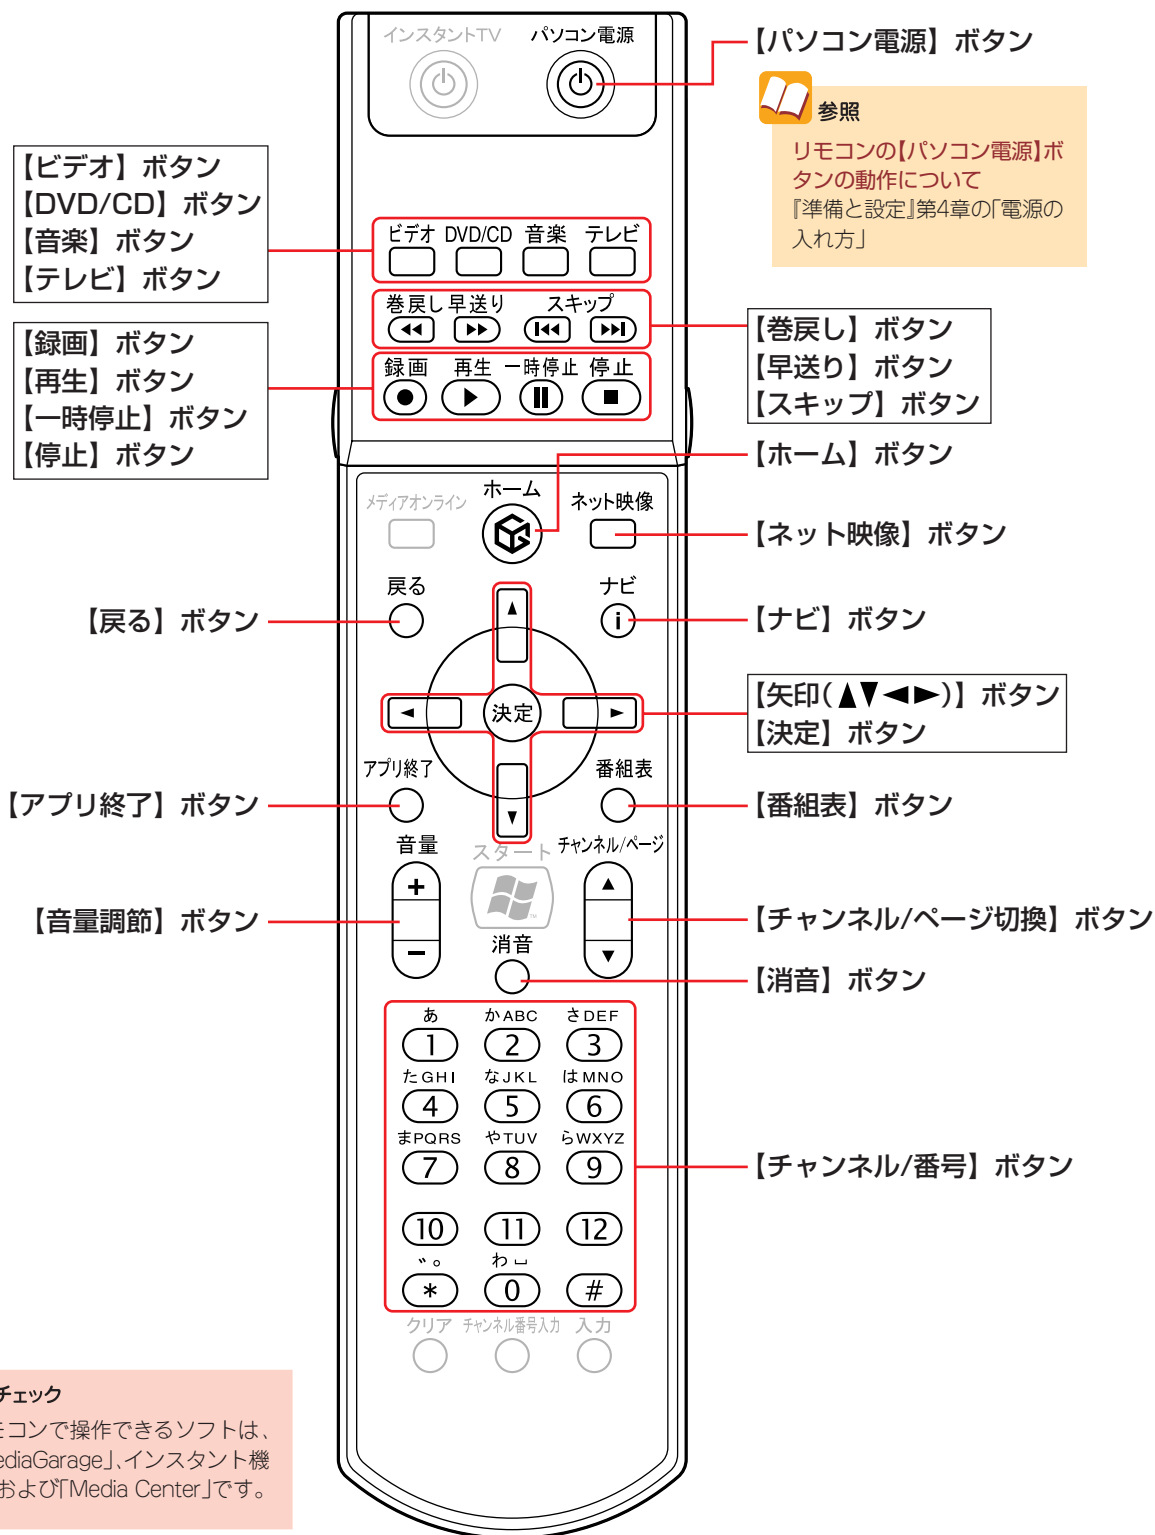 インスタントTV
パソコン電源
【パソコン電源】ボタン
参照
リモコンの【パソコン電源】ボ
タンの動作について
『準備と設定』第4章の「電源の
入れ方」
【ビデオ】ボタン
【DVD/CD】ボタン
【音楽】ボタン
【テレビ】ボタン
ビデオ DVD/CD 音楽 テレビ
巻戻し 早送り スキップ
【録画】ボタン
【再生】ボタン
【一時停止】ボタン
【停止】ボタン
録画 再生 一時停止 停止
【巻戻し】ボタン
【早送り】ボタン
【スキップ】ボタン
【ホーム】ボタン
メディアオンライン ホーム ネット映像
【ネット映像】ボタン
戻る ナビ
i
【戻る】ボタン
【ナビ】ボタン
▲
◀ 決定 ▶
▼
【矢印(▲▼◀▶)】ボタン
【決定】ボタン
アプリ終了 番組表
【アプリ終了】ボタン
【番組表】ボタン
音量 スタート チャンネル/ページ
+ ▲
− ▼
TM
【音量調節】ボタン
【チャンネル/ページ切換】ボタン
消音
【消音】ボタン
あ かABC さDEF
1 2 3
たGHI なJKL はMNO
4 5 6
まPQRS やTUV らWXYZ
7 8 9
【チャンネル/番号】ボタン
10 11 12
゛。 わ␣
* 0 #
クリア チャンネル番号入力 入力
チェック
モコンで操作できるソフトは、
ediaGarage」、インスタント機
および「Media Center」です。